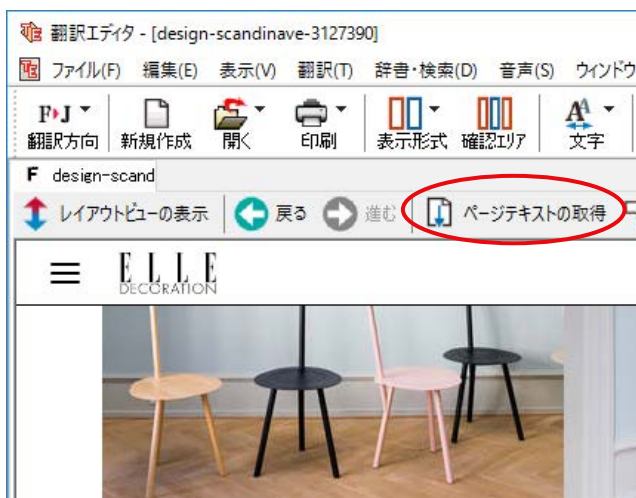 翻訳エディタ - [design-scandinave-3127390]
ファイル(F) 編集(E) 表示(V) 翻訳(T) 辞書・検索(D) 音声(S) ウィンドウ
F▸J
翻訳方向 新規作成 開く 印刷 表示形式 確認エリア 文字
F design-scand
レイアウトビューの表示 戻る 進む ページテキストの取得
ELLE
DECORATION